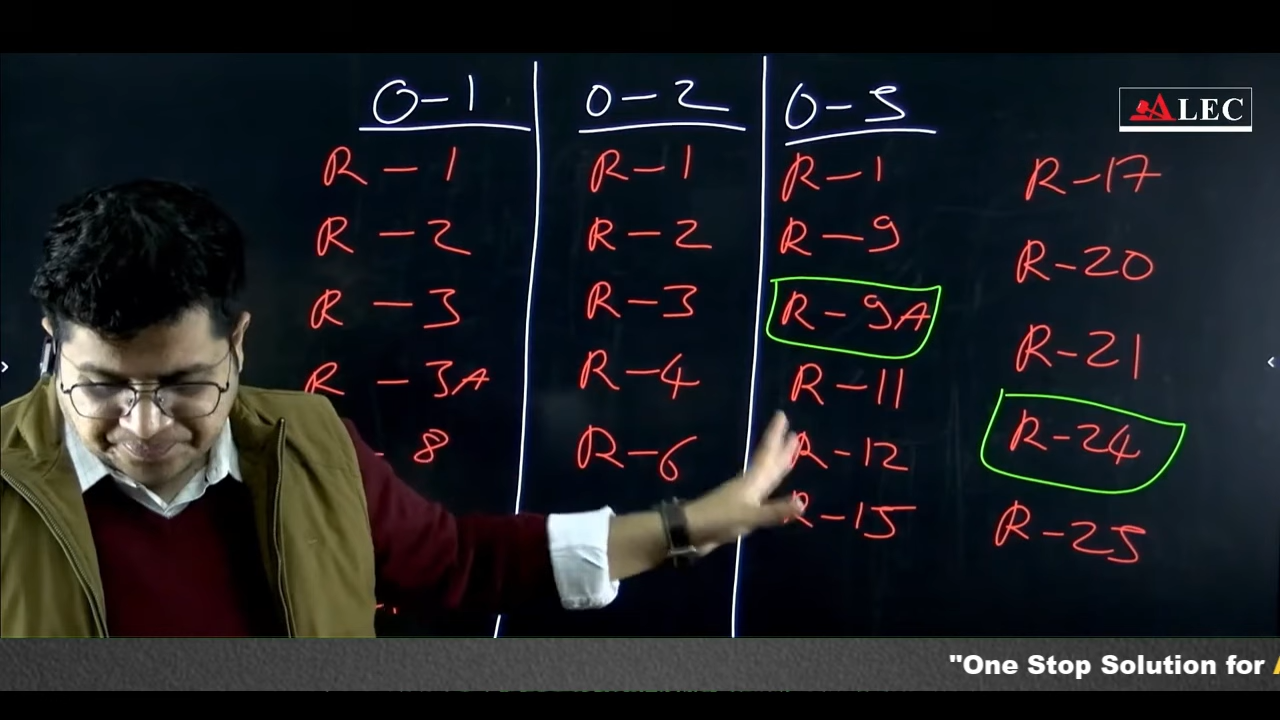 ALEC
O-1
R-1
R-2
R-3
R-3A
- 8
O-2
R-1
R-2
R-3
R-4
R-6
O-5
R-1
R-9
R-9A
R-11
R-12
R-15
R-17
R-20
R-21
R-24
R-25
"One Stop Solution for